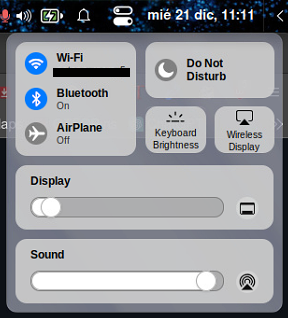 mié 21 dic, 11:11
Wi-Fi
Bluetooth
On
AirPlane
Off
Do Not
Disturb
Keyboard
Brightness
Wireless
Display
Display
Sound